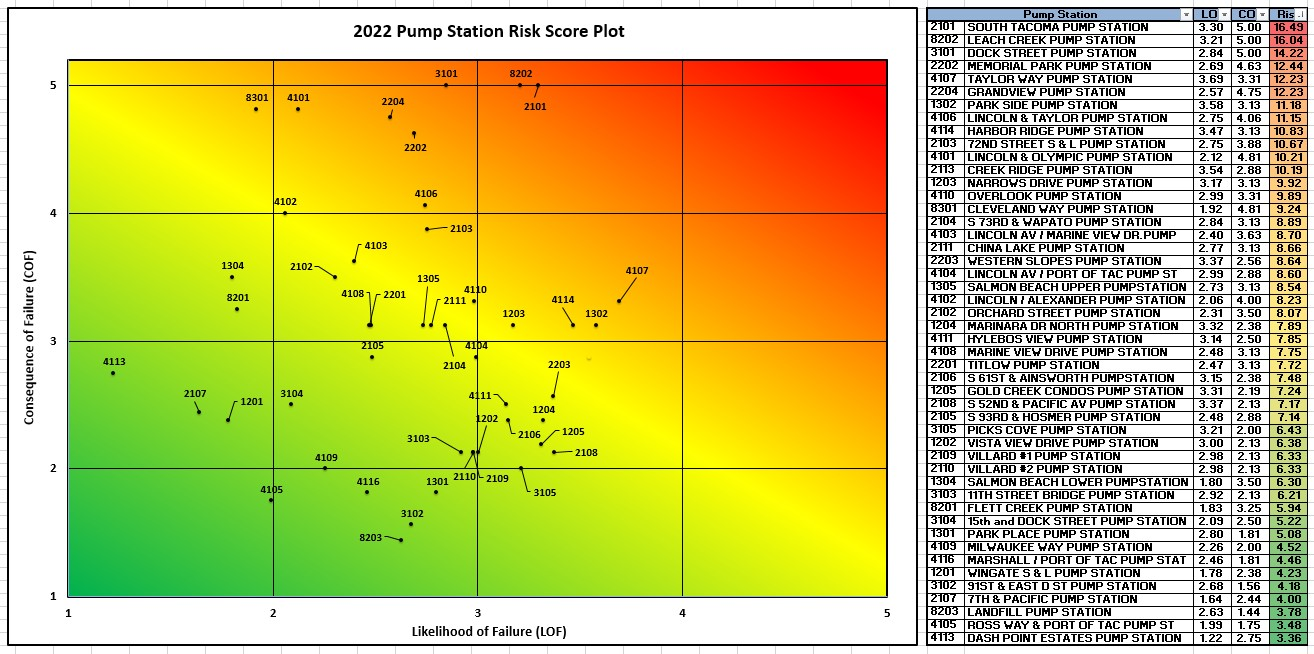 2022 Pump Station Risk Score Plot
3101 8202
5
8301 4101 2204 2101
2202
4102 4106
4
2103
4103
1304 2102 1305 4107
8201 4108 2201 2111 4110 4114
1203 1302
3
2105 2104 4104
4113 2203
2107 1201 3104 4111 1204
1202 2106 1205
3103 2108
4109
2
2110 2109
4105 4116 1301 3105
3102
8203
1
1 2 3 4 5
Consequence of Failure (COF)
Likelihood of Failure (LOF)
Pump Station LO CO Ris
2101 SOUTH TACOMA PUMP STATION 3.30 5.00 16.49
8202 LEACH CREEK PUMP STATION 3.21 5.00 16.04
3101 DOCK STREET PUMP STATION 2.84 5.00 14.22
2202 MEMORIAL PARK PUMP STATION 2.69 4.63 12.44
4107 TAYLOR WAY PUMP STATION 3.69 3.31 12.23
2204 GRANDVIEW PUMP STATION 2.57 4.75 12.23
1302 PARK SIDE PUMP STATION 3.58 3.13 11.18
4106 LINCOLN & TAYLOR PUMP STATION 2.75 4.06 11.15
4114 HARBOR RIDGE PUMP STATION 3.47 3.13 10.83
2103 72ND STREET S & L PUMP STATION 2.75 3.88 10.67
4101 LINCOLN & OLYMPIC PUMP STATION 2.12 4.81 10.21
2113 CREEK RIDGE PUMP STATION 3.54 2.88 10.19
1203 NARROWS DRIVE PUMP STATION 3.17 3.13 9.92
4110 OVERLOOK PUMP STATION 2.99 3.31 9.89
8301 CLEVELAND WAY PUMP STATION 1.92 4.81 9.24
2104 S 73RD & WAPATO PUMP STATION 2.84 3.13 8.89
4103 LINCOLN AV / MARINE VIEW DR. PUMP 2.40 3.63 8.70
2111 CHINA LAKE PUMP STATION 2.77 3.13 8.66
2203 WESTERN SLOPES PUMP STATION 3.37 2.56 8.64
4104 LINCOLN AV / PORT OF TAC PUMP ST 2.99 2.88 8.60
1305 SALMON BEACH UPPER PUMPSTATION 2.73 3.13 8.54
4102 LINCOLN / ALEXANDER PUMP STATION 2.06 4.00 8.23
2102 ORCHARD STREET PUMP STATION 2.31 3.50 8.07
1204 MARINARA DR NORTH PUMP STATION 3.32 2.38 7.89
4111 HYLEBOS VIEW PUMP STATION 3.14 2.50 7.85
4108 MARINE VIEW DRIVE PUMP STATION 2.48 3.13 7.75
2201 TITLOW PUMP STATION 2.47 3.13 7.72
2106 S 61ST & AINSWORTH PUMPSTATION 3.15 2.38 7.48
1205 GOLD CREEK CONDOS PUMP STATION 3.31 2.19 7.24
2108 S 52ND & PACIFIC AV PUMP STATION 3.37 2.13 7.17
2105 S 93RD & HOSMER PUMP STATION 2.48 2.88 7.14
3105 PICKS COVE PUMP STATION 3.21 2.00 6.43
1202 VISTA VIEW DRIVE PUMP STATION 3.00 2.13 6.38
2109 VILLARD #1 PUMP STATION 2.98 2.13 6.33
2110 VILLARD #2 PUMP STATION 2.98 2.13 6.33
1304 SALMON BEACH LOWER PUMPSTATION 1.80 3.50 6.30
3103 11TH STREET BRIDGE PUMP STATION 2.92 2.13 6.21
8201 FLETT CREEK PUMP STATION 1.83 3.25 5.94
3104 15th and DOCK STREET PUMP STATION 2.09 2.50 5.22
1301 PARK PLACE PUMP STATION 2.80 1.81 5.08
4109 MILWAUKEE WAY PUMP STATION 2.26 2.00 4.52
4116 MARSHALL / PORT OF TAC PUMP STAT 2.46 1.81 4.46
1201 WINGATE S & L PUMP STATION 1.78 2.38 4.23
3102 91ST & EAST D ST PUMP STATION 2.68 1.56 4.18
2107 7TH & PACIFIC PUMP STATION 1.64 2.44 4.00
8203 LANDFILL PUMP STATION 2.63 1.44 3.78
4105 ROSS WAY & PORT OF TAC PUMP ST 1.99 1.75 3.48
4113 DASH POINT ESTATES PUMP STATION 1.22 2.75 3.36